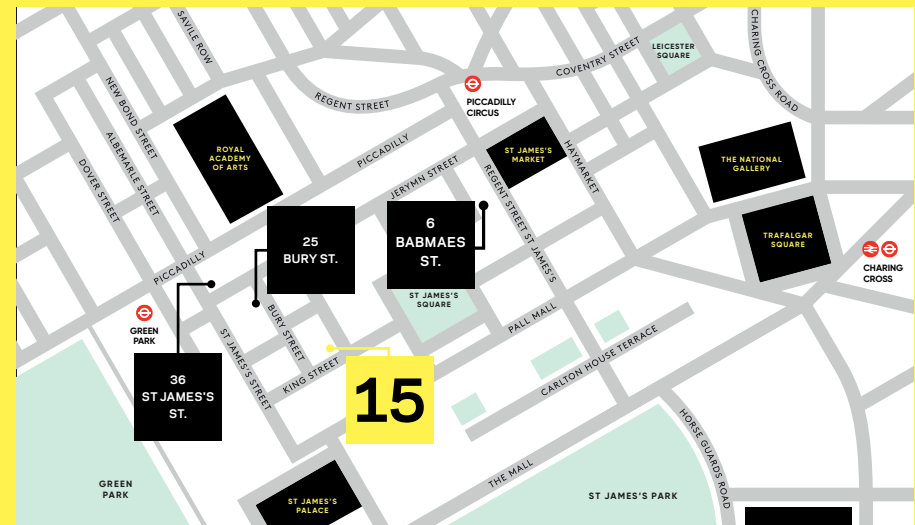 SAVILE ROW
NEW BOND STREET
ALBEMARLE STREET
DOVER STREET
REGENT STREET
COVENTRY STREET
LEICESTER
SQUARE
CHARING CROSS ROAD
PICCADILLY
CIRCUS
ROYAL
ACADEMY
OF ARTS
PICCADILLY
JERYMN STREET
ST JAMES'S
MARKET
HAYMARKET
REGENT STREET ST JAMES'S
THE NATIONAL
GALLERY
TRAFALGAR
SQUARE
CHARING
CROSS
25
BURY ST.
6
BABMAES
ST.
ST JAMES'S
SQUARE
PICCADILLY
GREEN
PARK
BURY STREET
ST JAMES'S STREET
KING STREET
PALL MALL
CARLTON HOUSE TERRACE
36
ST JAMES'S
ST.
15
THE MALL
HORSE GUARDS ROAD
GREEN
PARK
ST JAMES'S
PALACE
ST JAMES'S PARK